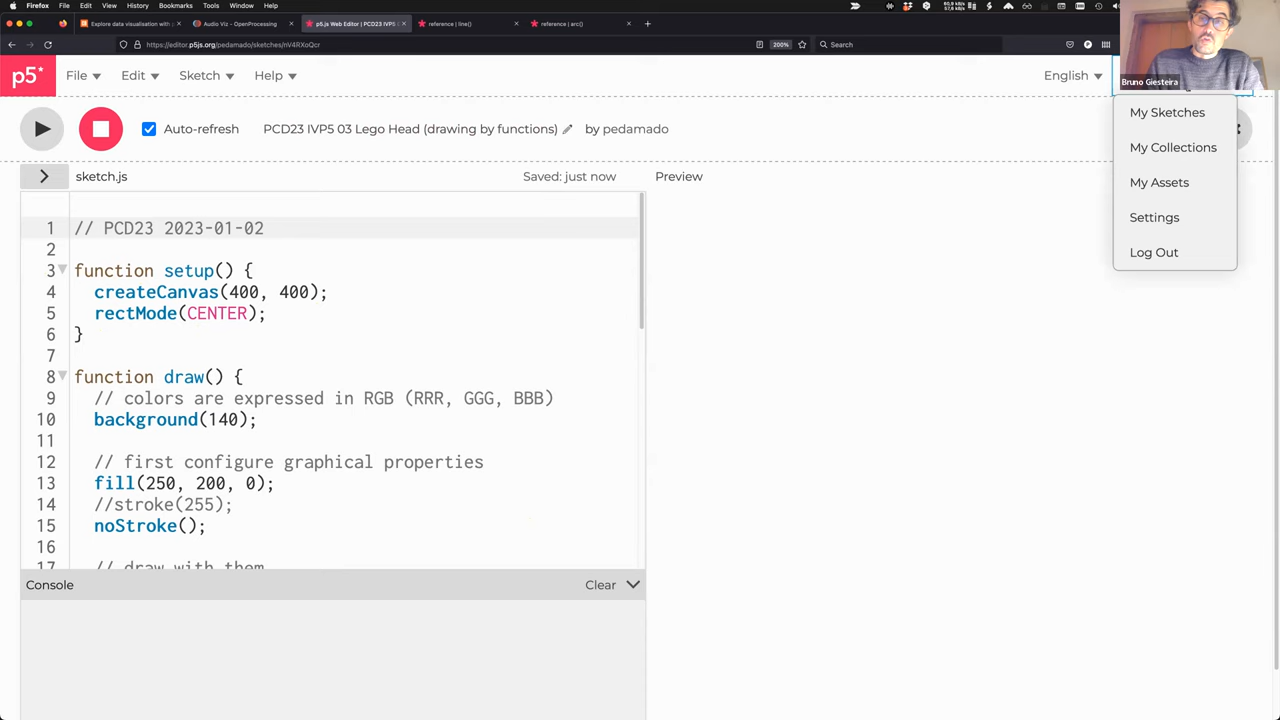 Firefox File Edit View History Bookmarks Tools Window Help
Explore data visualisation with p Audio Viz - OpenProcessing p5.js Web Editor | PCD23 IVP5 reference | line() reference | arc()
https://editor.p5js.org/pedamado/sketches/nV4RXoQcr 200% Search
Bruno Giesteira
p5* File Edit Sketch Help English
My Sketches
My Collections
My Assets
Settings
Log Out
Auto-refresh PCD23 IVP5 03 Lego Head (drawing by functions) by pedamado
sketch.js Saved: just now Preview
1 // PCD23 2023-01-02
2
3 function setup() {
4 createCanvas(400, 400);
5 rectMode(CENTER);
6 }
7
8 function draw() {
9 // colors are expressed in RGB (RRR, GGG, BBB)
10 background(140);
11
12 // first configure graphical properties
13 fill(250, 200, 0);
14 //stroke(255);
15 noStroke();
16
17 // draw with them
Console Clear